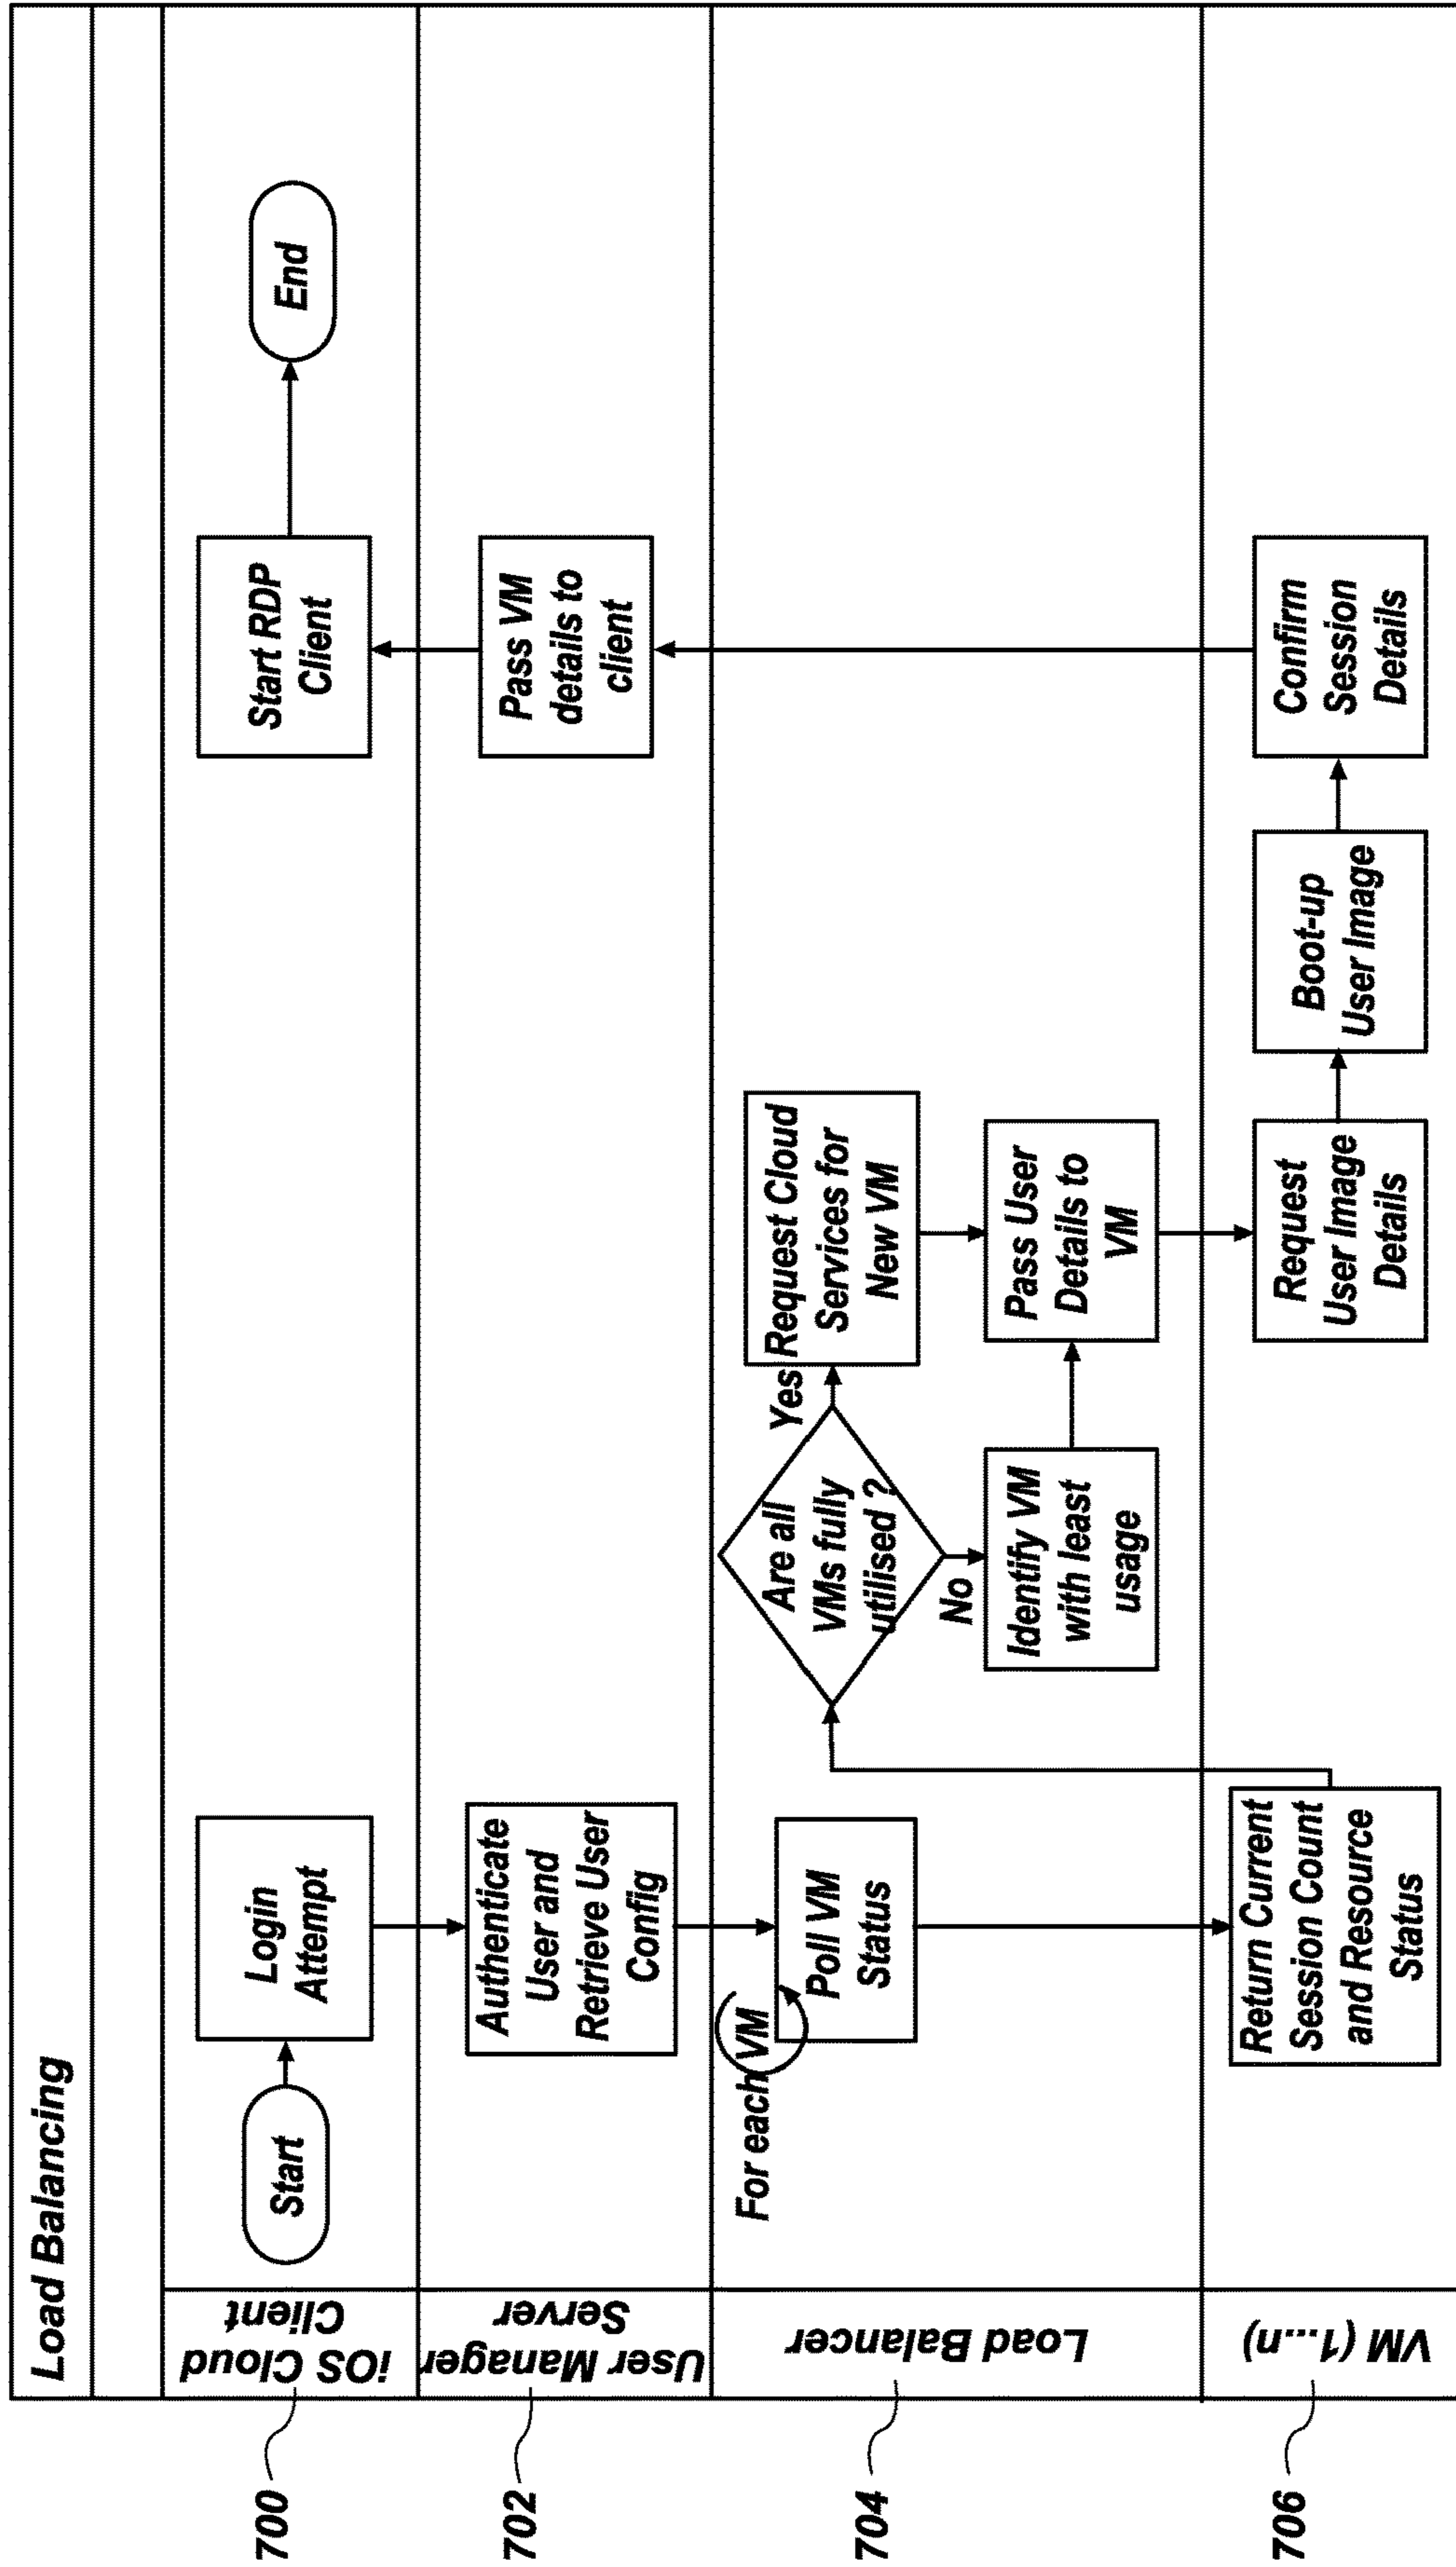 Load Balancing
700
iOS Cloud
Client
Start
Login
Attempt
Start RDP
Client
End
702
User Manager
Server
Authenticate
User and
Retrieve User
Config
Pass VM
details to
client
704
Load Balancer
For each VM
Poll VM
Status
Are all
VMs fully
utilised ?
Yes
No
Request Cloud
Services for
New VM
Identify VM
with least
usage
Pass User
Details to
VM
706
VM (1...n)
Return Current
Session Count
and Resource
Status
Request
User Image
Details
Boot-up
User Image
Confirm
Session
Details